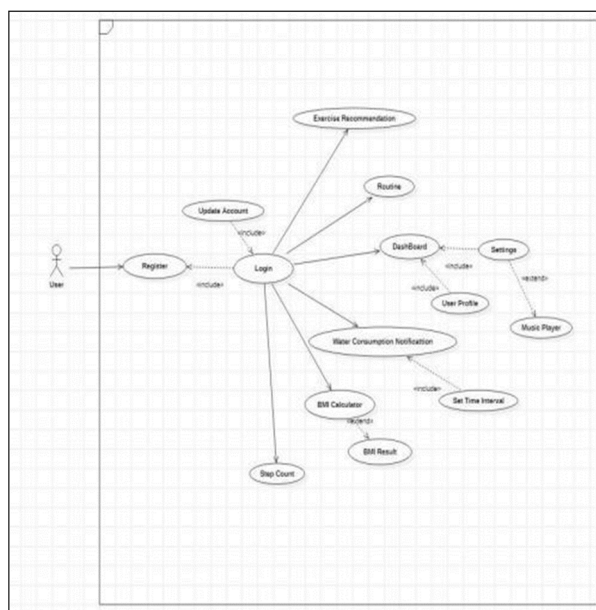 Exercise Recommendation
Routine
Update Account
«include»
DashBoard
Settings
User
Register
«include»
Login
«include»
«extend»
«include»
User Profile
Music Player
Water Consumption Notification
BMI Calculator
«include»
Set Time Interval
«extend»
BMI Result
Step Count